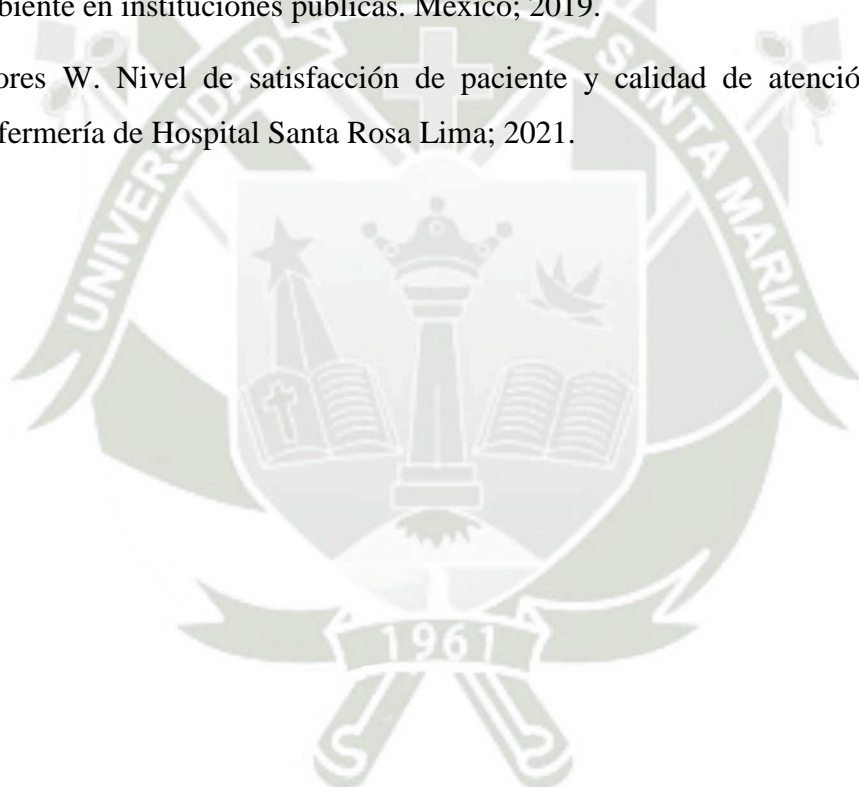 biente en instituciones públicas. México; 2019.
ores W. Nivel de satisfacción de paciente y calidad de atenció
fermería de Hospital Santa Rosa Lima; 2021.
UNIVERSIDAD
SANTA MARIA
1961